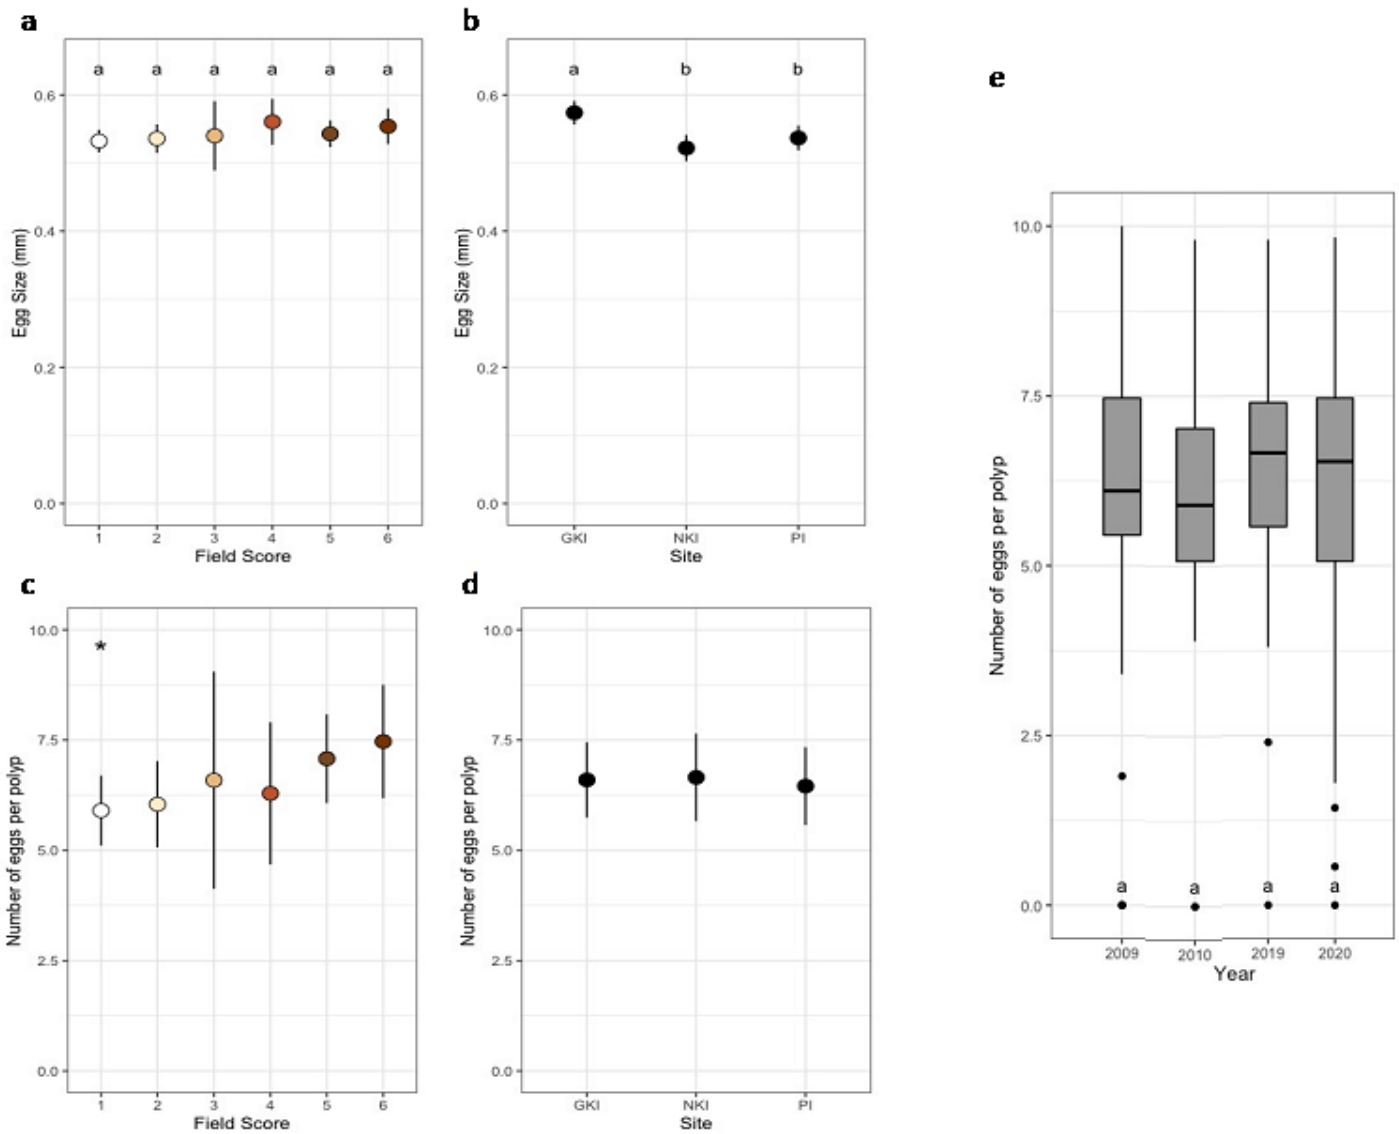 a
a a a a a a
0.6
0.4
0.2
0.0
Egg Size (mm)
1 2 3 4 5 6
Field Score
b
a b b
0.6
0.4
0.2
0.0
Egg Size (mm)
GKI NKI PI
Site
c
*
10.0
7.5
5.0
2.5
0.0
Number of eggs per polyp
1 2 3 4 5 6
Field Score
d
10.0
7.5
5.0
2.5
0.0
Number of eggs per polyp
GKI NKI PI
Site
e
10.0
7.5
5.0
2.5
0.0
Number of eggs per polyp
a a a a
2009 2010 2019 2020
Year